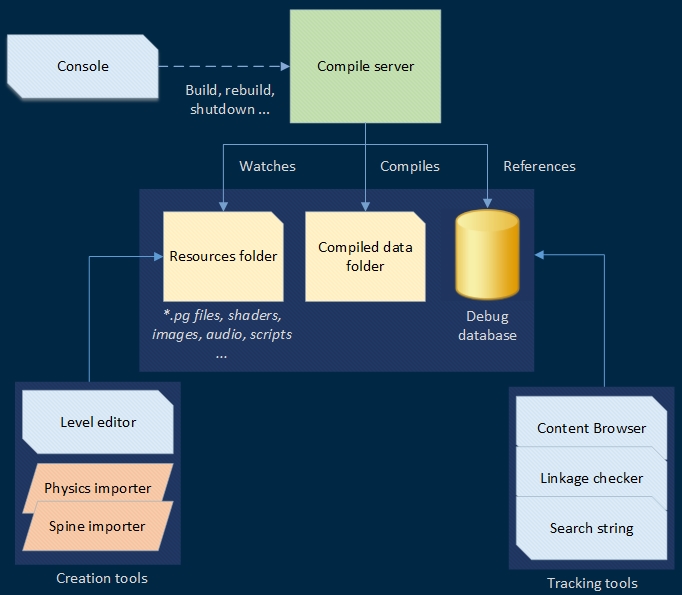 Console
Compile server
Build, rebuild,
shutdown ...
Watches
Compiles
References
Resources folder
Compiled data
folder
*.pg files, shaders,
images, audio, scripts
...
Debug
database
Level editor
Physics importer
Spine importer
Creation tools
Content Browser
Linkage checker
Search string
Tracking tools